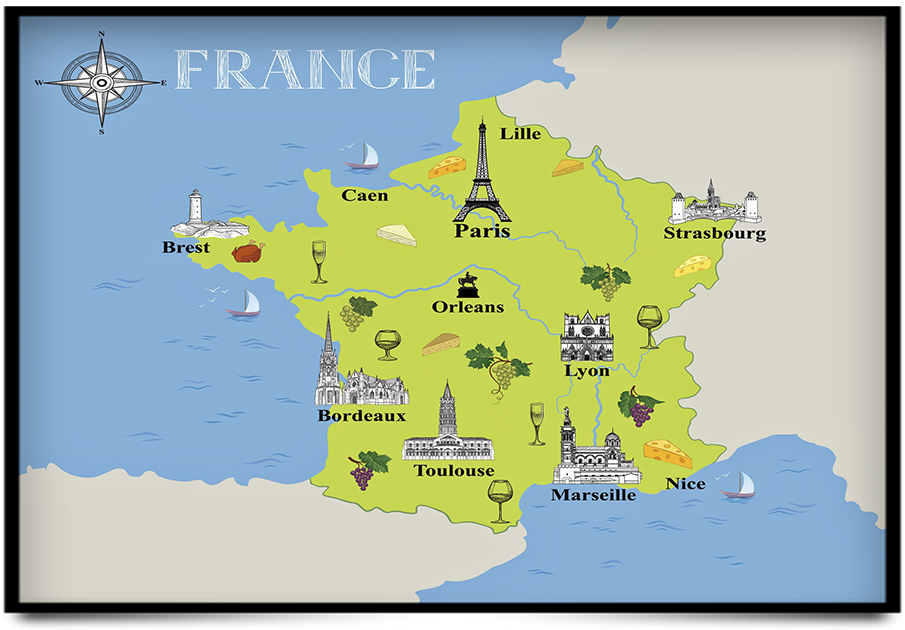 N
W E
S
FRANCE
Lille
Caen
Paris
Strasbourg
Brest
Orleans
Lyon
Bordeaux
Toulouse
Marseille
Nice